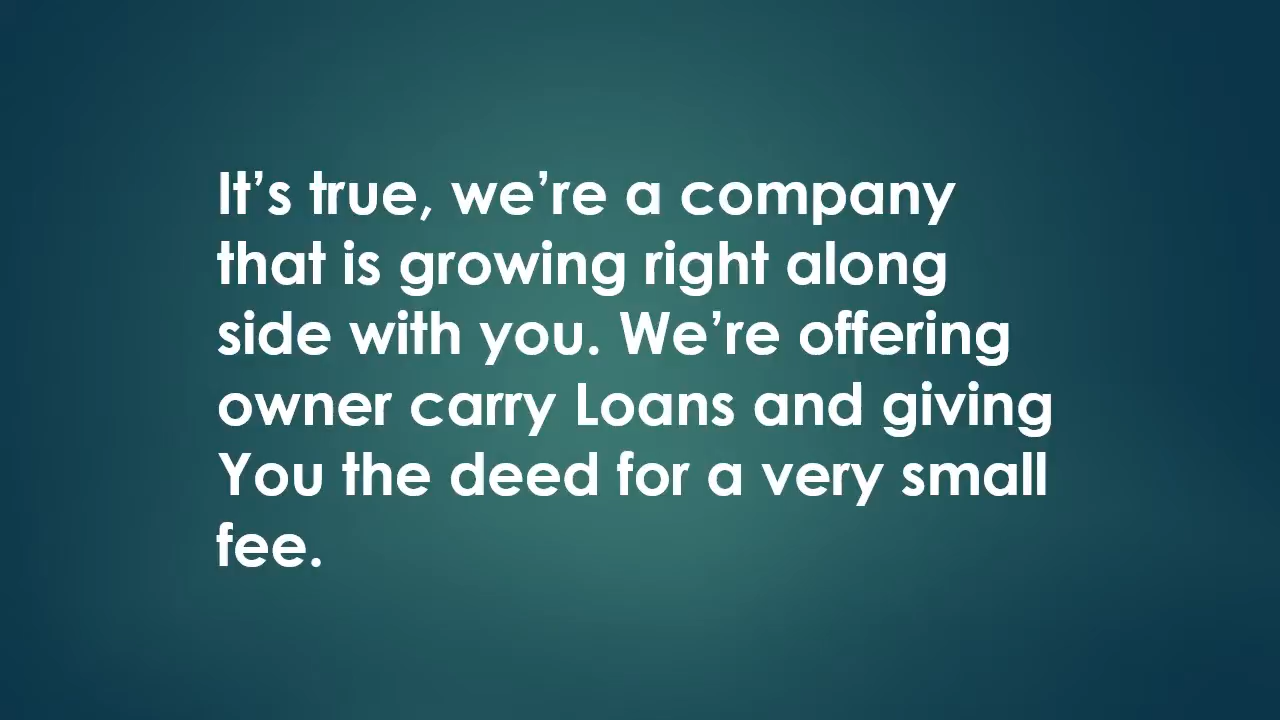 It’s true, we’re a company
that is growing right along
side with you. We’re offering
owner carry Loans and giving
You the deed for a very small
fee.